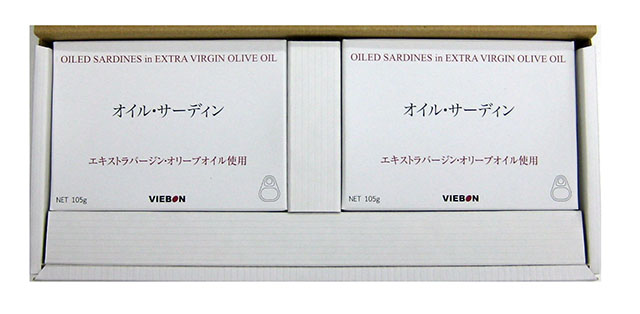 OILED SARDINES in EXTRA VIRGIN OLIVE OIL
オイル・サーディン
エキストラバージン・オリーブオイル使用
NET 105g
VIEBON
OILED SARDINES in EXTRA VIRGIN OLIVE OIL
オイル・サーディン
エキストラバージン・オリーブオイル使用
NET 105g
VIEBON